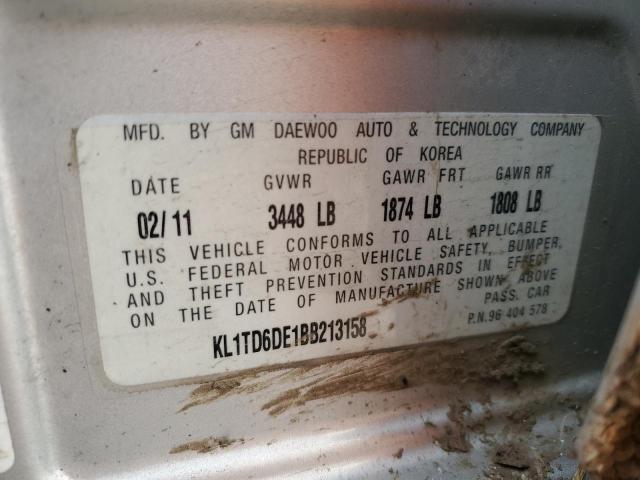 MFD. BY GM DAEWOO AUTO & TECHNOLOGY COMPANY
REPUBLIC OF KOREA
DATE GVWR GAWR FRT GAWR RR
02/11 3448 LB 1874 LB 1808 LB
THIS VEHICLE CONFORMS TO ALL APPLICABLE
U.S. FEDERAL MOTOR VEHICLE SAFETY, BUMPER,
AND THEFT PREVENTION STANDARDS IN EFFECT
ON THE DATE OF MANUFACTURE SHOWN ABOVE
PASS. CAR
KL1TD6DE1BB213158 P.N.96 404 578